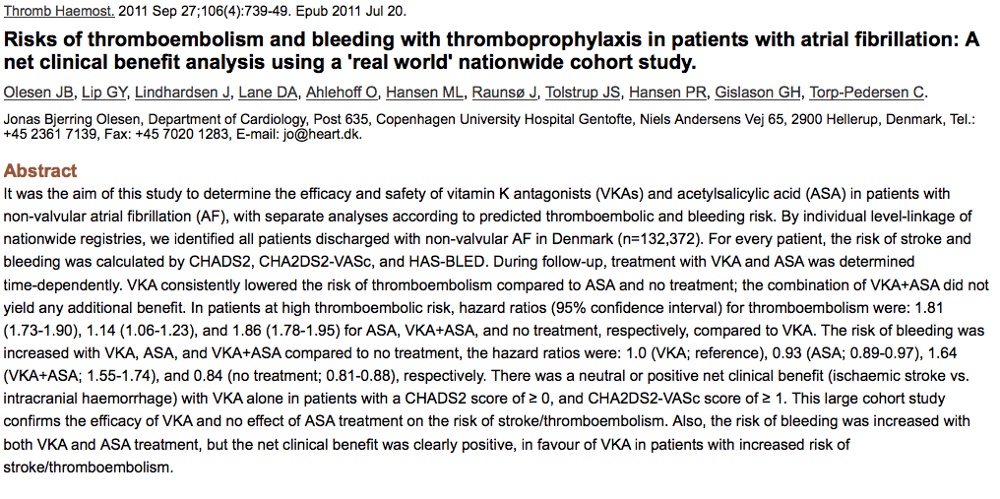 Thromb Haemost. 2011 Sep 27;106(4):739-49. Epub 2011 Jul 20.
Risks of thromboembolism and bleeding with thromboprophylaxis in patients with atrial fibrillation: A
net clinical benefit analysis using a 'real world' nationwide cohort study.
Olesen JB, Lip GY, Lindhardsen J, Lane DA, Ahlehoff O, Hansen ML, Raunsø J, Tolstrup JS, Hansen PR, Gislason GH, Torp-Pedersen C.
Jonas Bjerring Olesen, Department of Cardiology, Post 635, Copenhagen University Hospital Gentofte, Niels Andersens Vej 65, 2900 Hellerup, Denmark, Tel.:
+45 2361 7139, Fax: +45 7020 1283, E-mail: jo@heart.dk.
Abstract
It was the aim of this study to determine the efficacy and safety of vitamin K antagonists (VKAs) and acetylsalicylic acid (ASA) in patients with
non-valvular atrial fibrillation (AF), with separate analyses according to predicted thromboembolic and bleeding risk. By individual level-linkage of
nationwide registries, we identified all patients discharged with non-valvular AF in Denmark (n=132,372). For every patient, the risk of stroke and
bleeding was calculated by CHADS2, CHA2DS2-VASc, and HAS-BLED. During follow-up, treatment with VKA and ASA was determined
time-dependently. VKA consistently lowered the risk of thromboembolism compared to ASA and no treatment; the combination of VKA+ASA did not
yield any additional benefit. In patients at high thromboembolic risk, hazard ratios (95% confidence interval) for thromboembolism were: 1.81
(1.73-1.90), 1.14 (1.06-1.23), and 1.86 (1.78-1.95) for ASA, VKA+ASA, and no treatment, respectively, compared to VKA. The risk of bleeding was
increased with VKA, ASA, and VKA+ASA compared to no treatment, the hazard ratios were: 1.0 (VKA; reference), 0.93 (ASA; 0.89-0.97), 1.64
(VKA+ASA; 1.55-1.74), and 0.84 (no treatment; 0.81-0.88), respectively. There was a neutral or positive net clinical benefit (ischaemic stroke vs.
intracranial haemorrhage) with VKA alone in patients with a CHADS2 score of ≥ 0, and CHA2DS2-VASc score of ≥ 1. This large cohort study
confirms the efficacy of VKA and no effect of ASA treatment on the risk of stroke/thromboembolism. Also, the risk of bleeding was increased with
both VKA and ASA treatment, but the net clinical benefit was clearly positive, in favour of VKA in patients with increased risk of
stroke/thromboembolism.